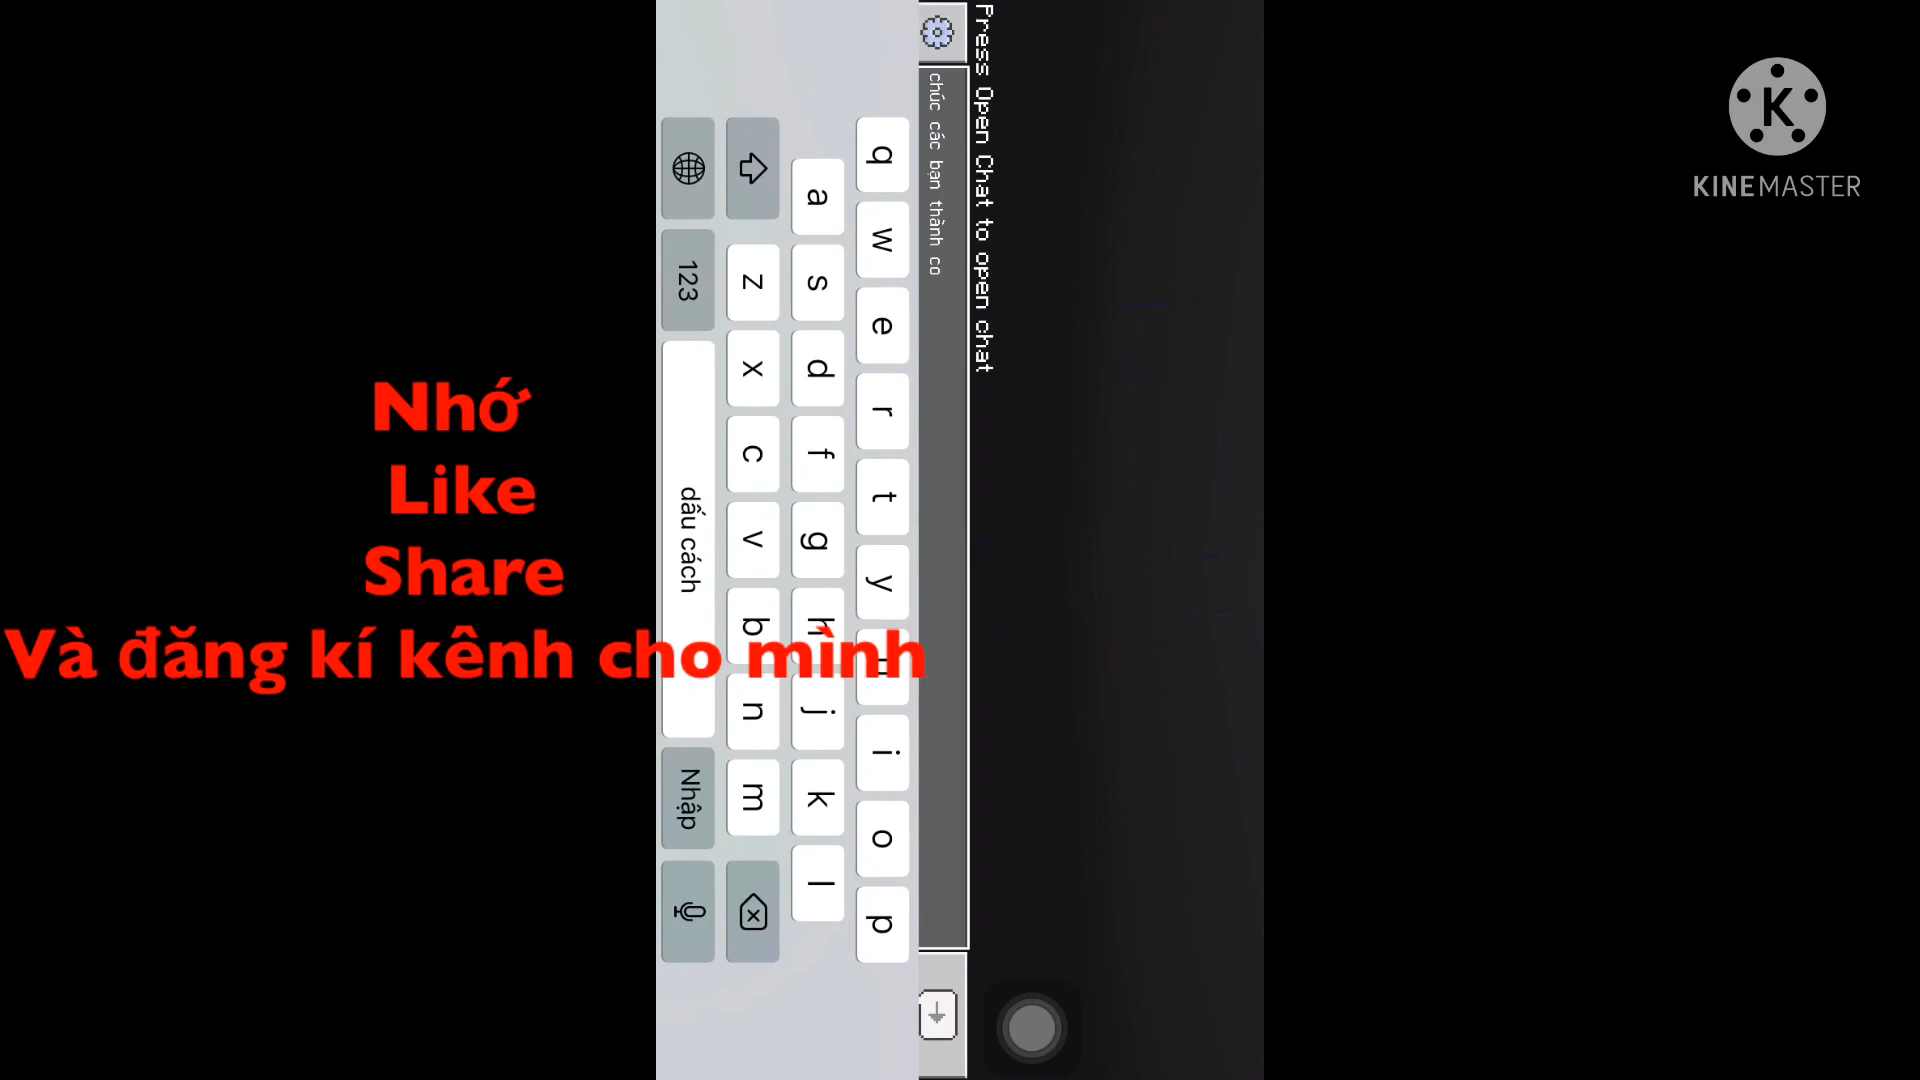 KINEMASTER
Nhớ
Like
Share
Và đăng kí kênh cho mình
Press Open Chat to open chat
chúc các bạn thành co
q w e r t y u i o p
a s d f g h j k l
z x c v b n m
123 dấu cách Nhập